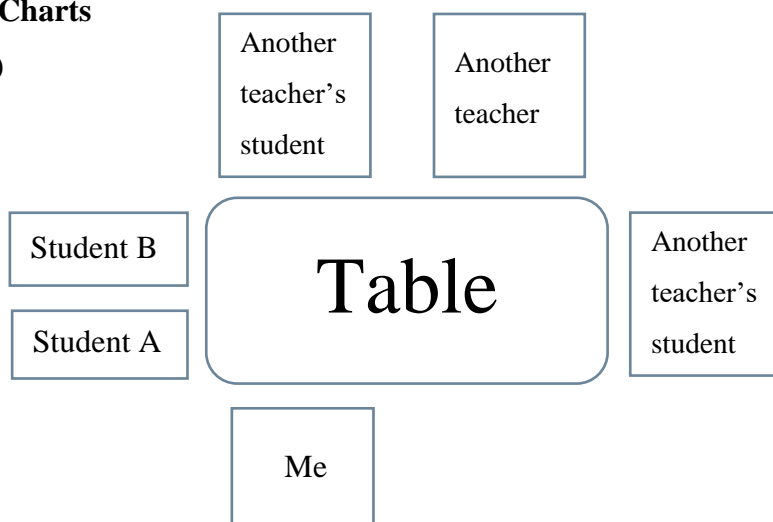 Charts
)
Another
teacher’s
student
Another
teacher
Student B
Student A
Table
Another
teacher’s
student
Me